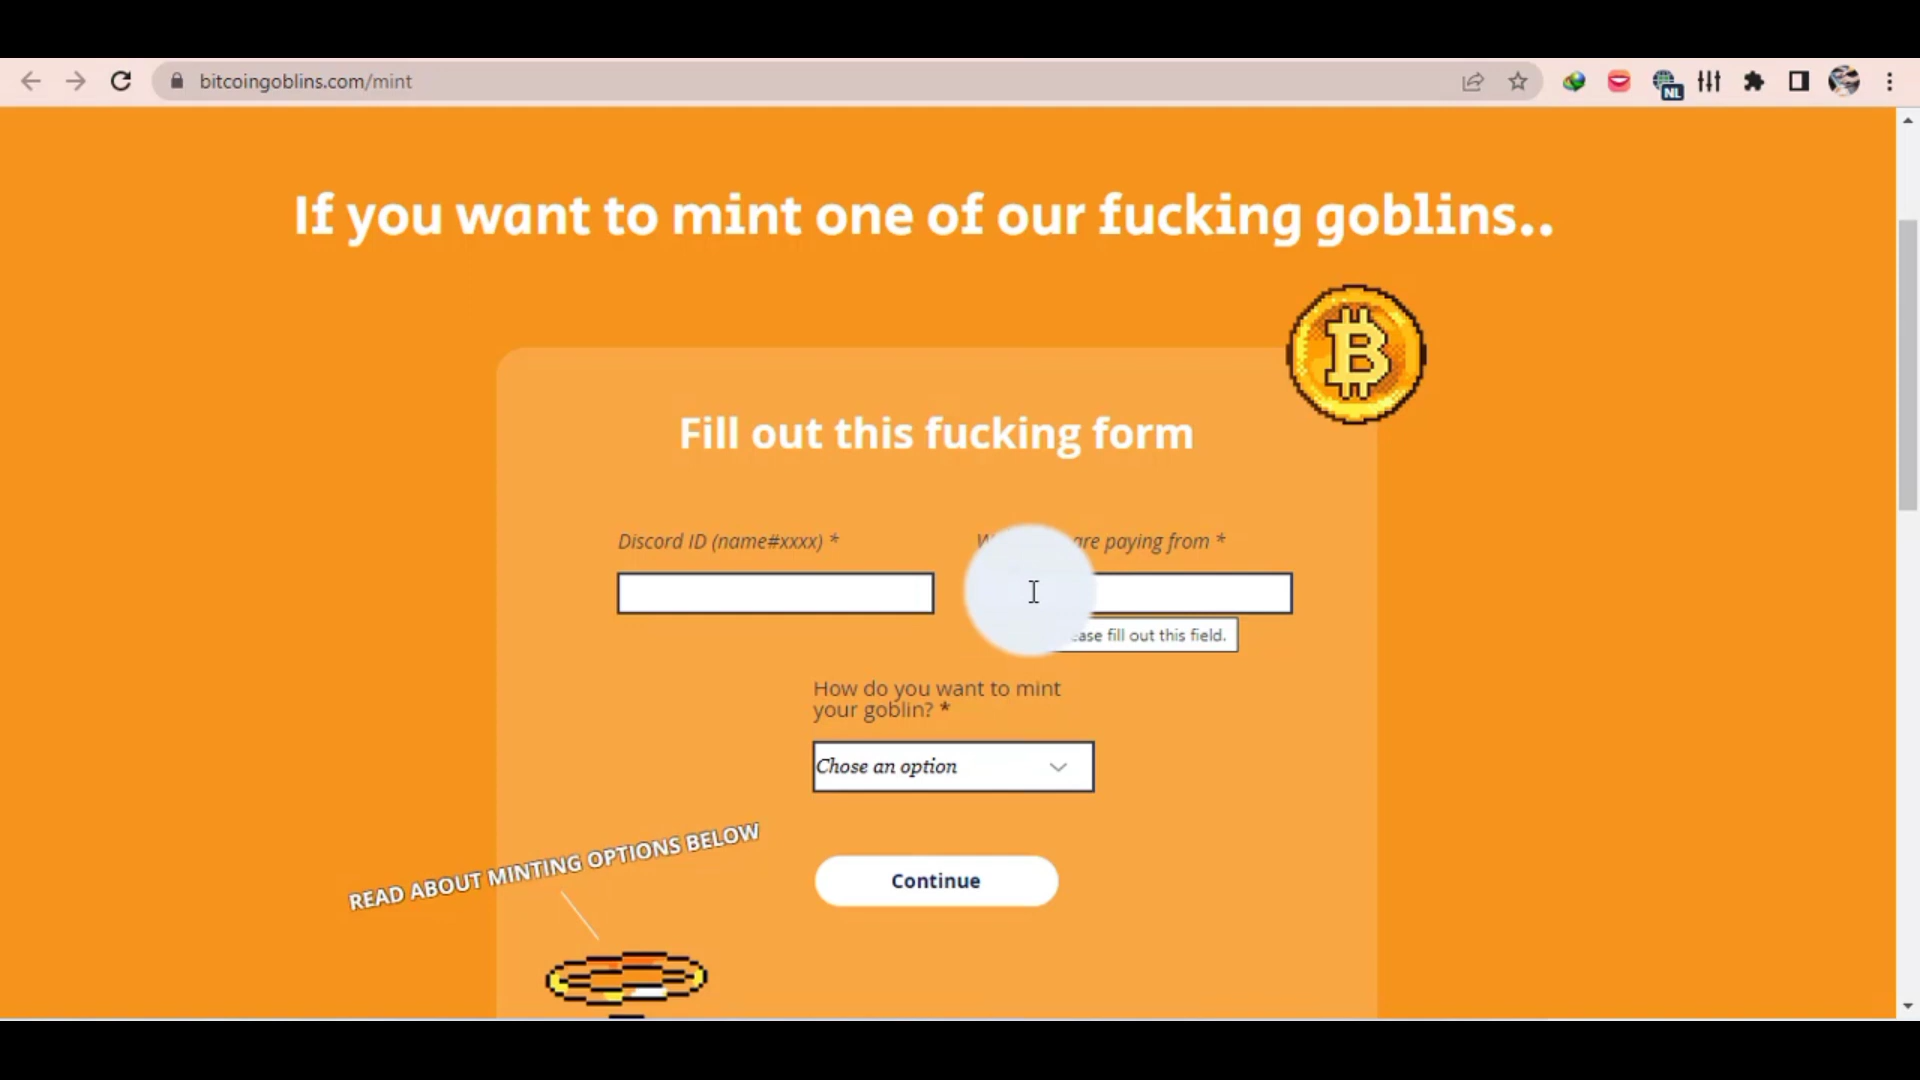 bitcoingoblins.com/mint
NL
If you want to mint one of our fucking goblins..
Fill out this fucking form
Discord ID (name#xxxx) *
are paying from *
fill out this field.
How do you want to mint
your goblin? *
Chose an option
READ ABOUT MINTING OPTIONS BELOW
Continue